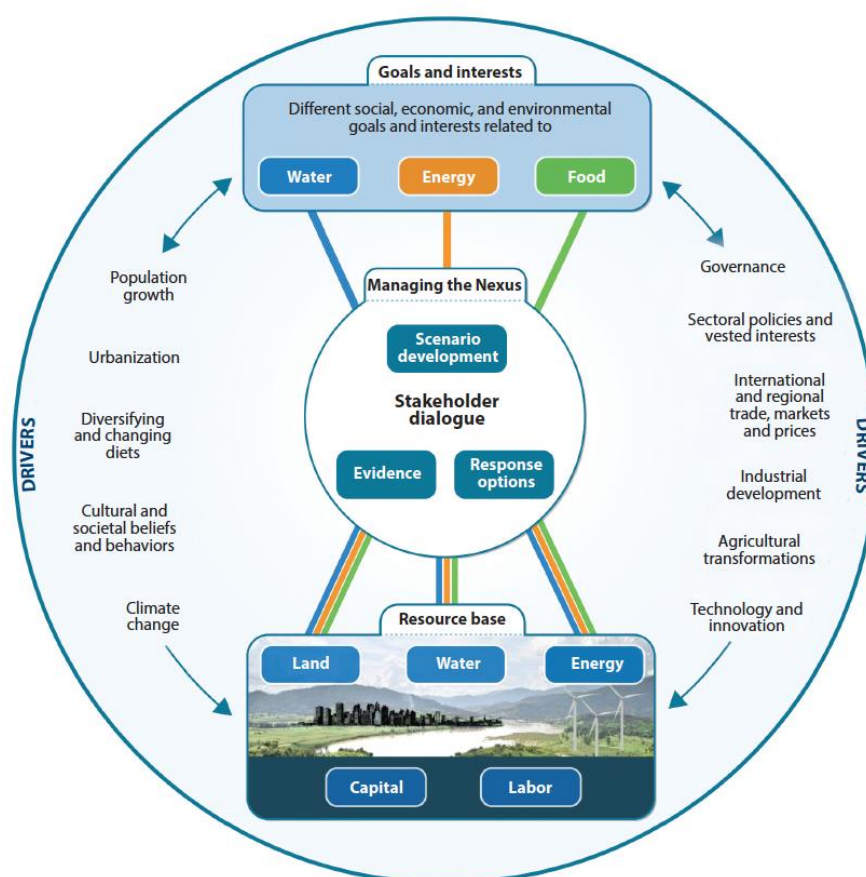 Goals and interests
Different social, economic, and environmental
goals and interests related to
Water
Energy
Food
Managing the Nexus
Scenario
development
Stakeholder
dialogue
Evidence
Response
options
DRIVERS
Population
growth
Urbanization
Diversifying
and changing
diets
Cultural and
societal beliefs
and behaviors
Climate
change
Governance
Sectoral policies and
vested interests
International
and regional
trade, markets
and prices
Industrial
development
Agricultural
transformations
Technology and
innovation
DRIVERS
Resource base
Land
Water
Energy
Capital
Labor